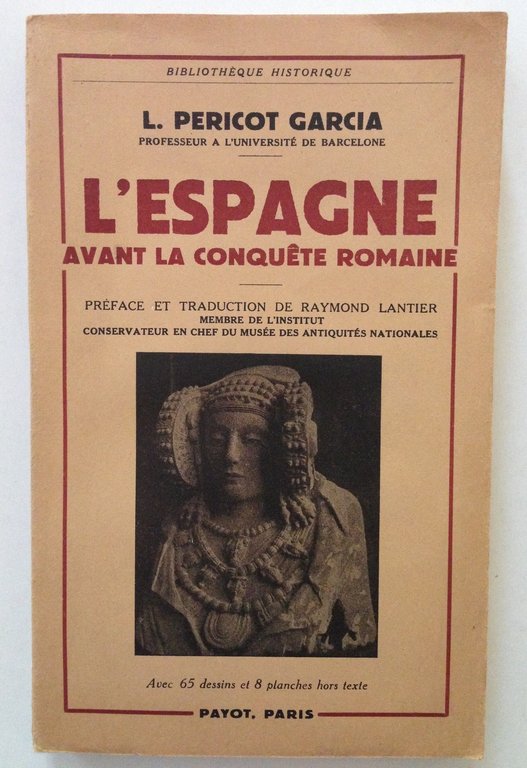 BIBLIOTHÈQUE HISTORIQUE
L. PERICOT GARCIA
PROFESSEUR A L'UNIVERSITÉ DE BARCELONE
L'ESPAGNE
AVANT LA CONQUÊTE ROMAINE
PRÉFACE ET TRADUCTION DE RAYMOND LANTIER
MEMBRE DE L'INSTITUT
CONSERVATEUR EN CHEF DU MUSÉE DES ANTIQUITÉS NATIONALES
Avec 65 dessins et 8 planches hors texte
PAYOT, PARIS